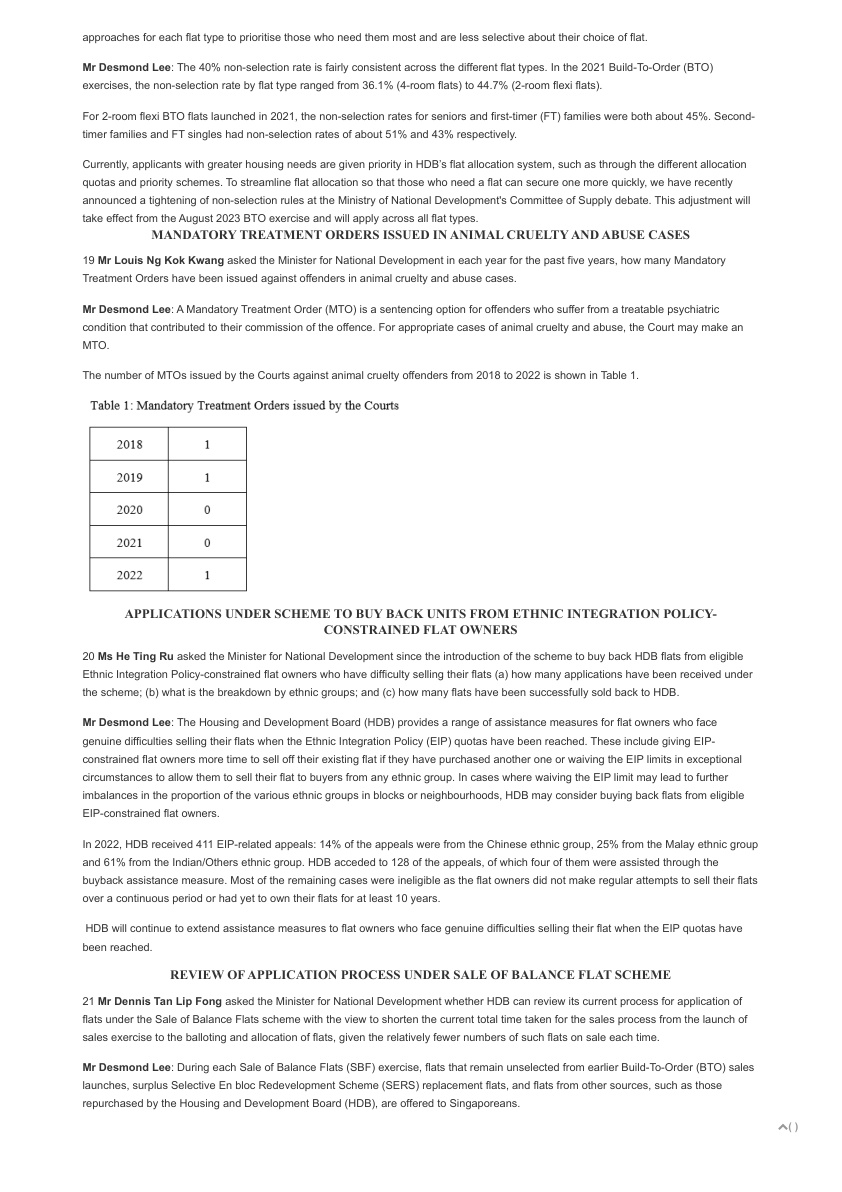 approaches for each flat type to prioritise those who need them most and are less selective about their choice of flat.
Mr Desmond Lee: The 40% non-selection rate is fairly consistent across the different flat types. In the 2021 Build-To-Order (BTO)
exercises, the non-selection rate by flat type ranged from 36.1% (4-room flats) to 44.7% (2-room flexi flats).
For 2-room flexi BTO flats launched in 2021, the non-selection rates for seniors and first-timer (FT) families were both about 45%. Second-
timer families and FT singles had non-selection rates of about 51% and 43% respectively.
Currently, applicants with greater housing needs are given priority in HDB's flat allocation system, such as through the different allocation
quotas and priority schemes. To streamline flat allocation so that those who need a flat can secure one more quickly, we have recently
announced a tightening of non-selection rules at the Ministry of National Development's Committee of Supply debate. This adjustment will
take effect from the August 2023 BTO exercise and will apply across all flat types.
MANDATORY TREATMENT ORDERS ISSUED IN ANIMAL CRUELTY AND ABUSE CASES
19 Mr Louis Ng Kok Kwang asked the Minister for National Development in each year for the past five years, how many Mandatory
Treatment Orders have been issued against offenders in animal cruelty and abuse cases.
Mr Desmond Lee: A Mandatory Treatment Order (MTO) is a sentencing option for offenders who suffer from a treatable psychiatric
condition that contributed to their commission of the offence. For appropriate cases of animal cruelty and abuse, the Court may make an
MTO.
The number of MTOs issued by the Courts against animal cruelty offenders from 2018 to 2022 is shown in Table 1.
Table 1: Mandatory Treatment Orders issued by the Courts
2018 1
2019 1
2020 0
2021 0
2022 1
APPLICATIONS UNDER SCHEME TO BUY BACK UNITS FROM ETHNIC INTEGRATION POLICY-
CONSTRAINED FLAT OWNERS
20 Ms He Ting Ru asked the Minister for National Development since the introduction of the scheme to buy back HDB flats from eligible
Ethnic Integration Policy-constrained flat owners who have difficulty selling their flats (a) how many applications have been received under
the scheme; (b) what is the breakdown by ethnic groups; and (c) how many flats have been successfully sold back to HDB.
Mr Desmond Lee: The Housing and Development Board (HDB) provides a range of assistance measures for flat owners who face
genuine difficulties selling their flats when the Ethnic Integration Policy (EIP) quotas have been reached. These include giving EIP-
constrained flat owners more time to sell off their existing flat if they have purchased another one or waiving the EIP limits in exceptional
circumstances to allow them to sell their flat to buyers from any ethnic group. In cases where waiving the EIP limit may lead to further
imbalances in the proportion of the various ethnic groups in blocks or neighbourhoods, HDB may consider buying back flats from eligible
EIP-constrained flat owners.
In 2022, HDB received 411 EIP-related appeals: 14% of the appeals were from the Chinese ethnic group, 25% from the Malay ethnic group
and 61% from the Indian/Others ethnic group. HDB acceded to 128 of the appeals, of which four of them were assisted through the
buyback assistance measure. Most of the remaining cases were ineligible as the flat owners did not make regular attempts to sell their flats
over a continuous period or had yet to own their flats for at least 10 years.
HDB will continue to extend assistance measures to flat owners who face genuine difficulties selling their flat when the EIP quotas have
been reached.
REVIEW OF APPLICATION PROCESS UNDER SALE OF BALANCE FLAT SCHEME
21 Mr Dennis Tan Lip Fong asked the Minister for National Development whether HDB can review its current process for application of
flats under the Sale of Balance Flats scheme with the view to shorten the current total time taken for the sales process from the launch of
sales exercise to the balloting and allocation of flats, given the relatively fewer numbers of such flats on sale each time.
Mr Desmond Lee: During each Sale of Balance Flats (SBF) exercise, flats that remain unselected from earlier Build-To-Order (BTO) sales
launches, surplus Selective En bloc Redevelopment Scheme (SERS) replacement flats, and flats from other sources, such as those
repurchased by the Housing and Development Board (HDB), are offered to Singaporeans.
( )